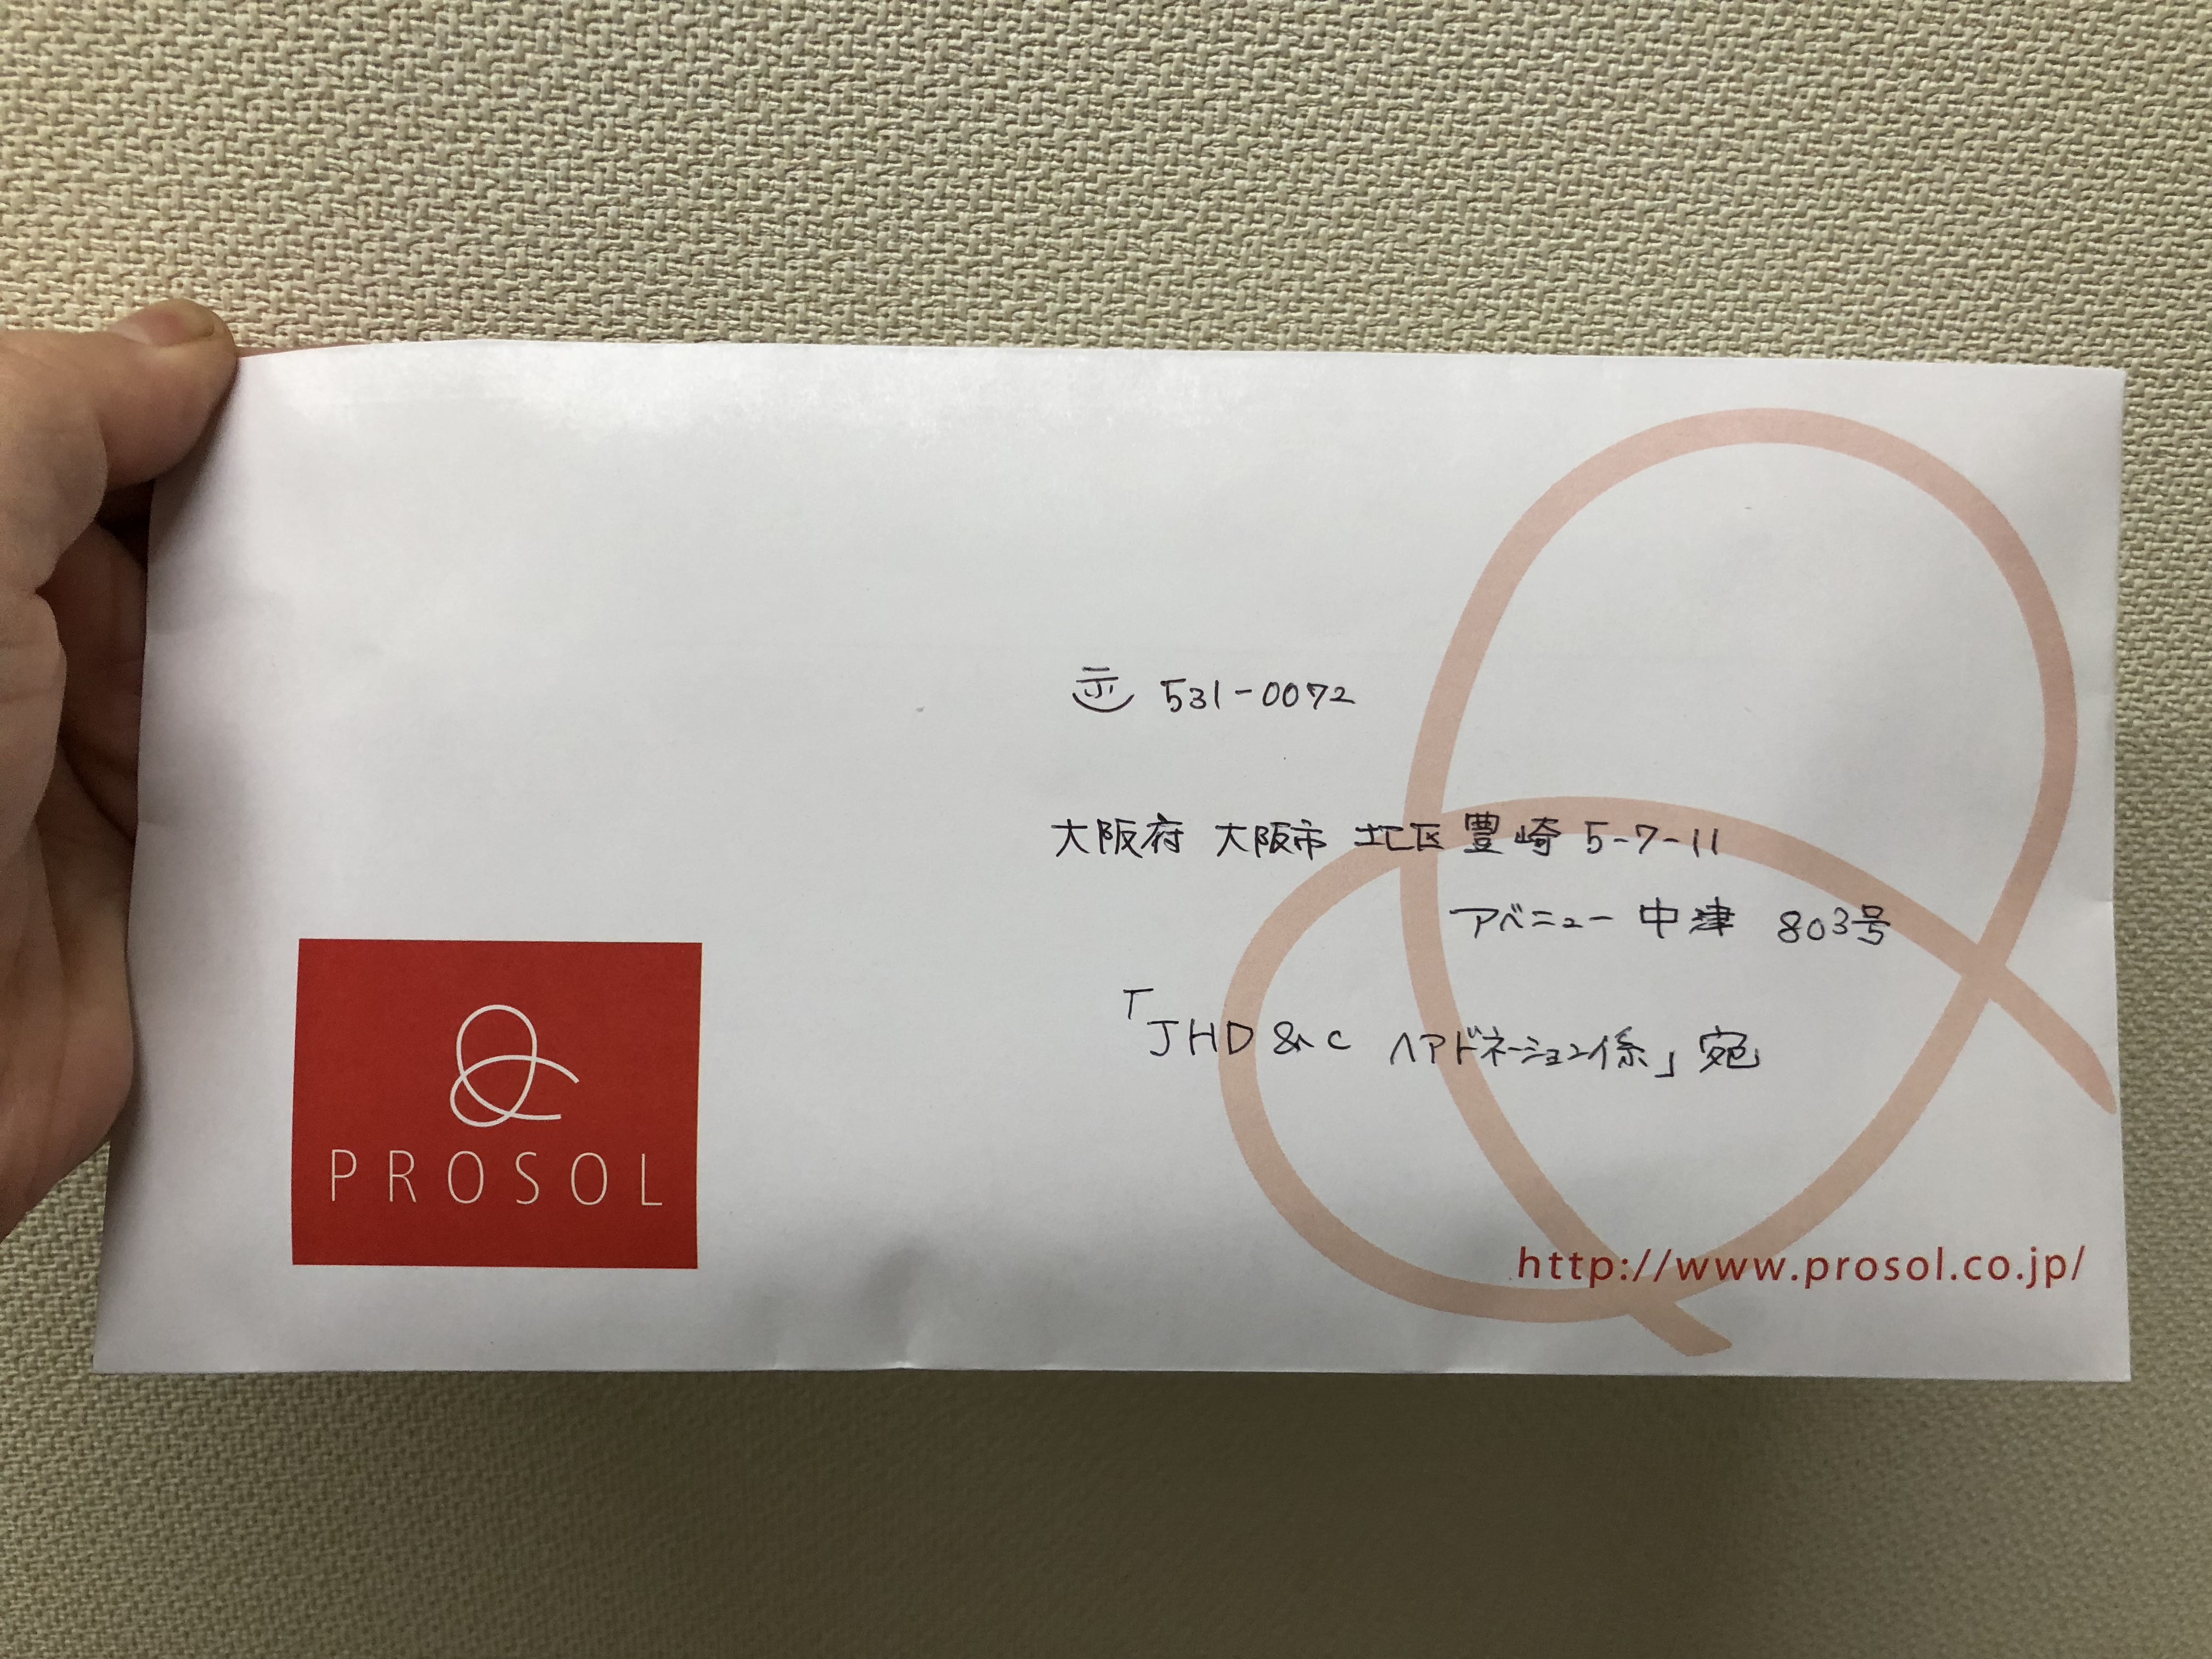 〒 531-0072
大阪府 大阪市 北区 豊崎 5-7-11
アベニュー 中津 803号
「JHD&C ヘアドネーション係」宛
PROSOL
http://www.prosol.co.jp/